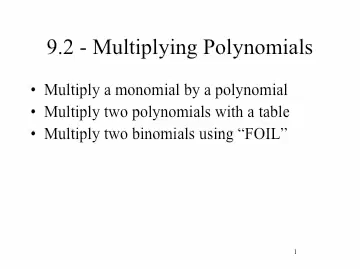 9.2 - Multiplying Polynomials
• Multiply a monomial by a polynomial
• Multiply two polynomials with a table
• Multiply two binomials using “FOIL”
1